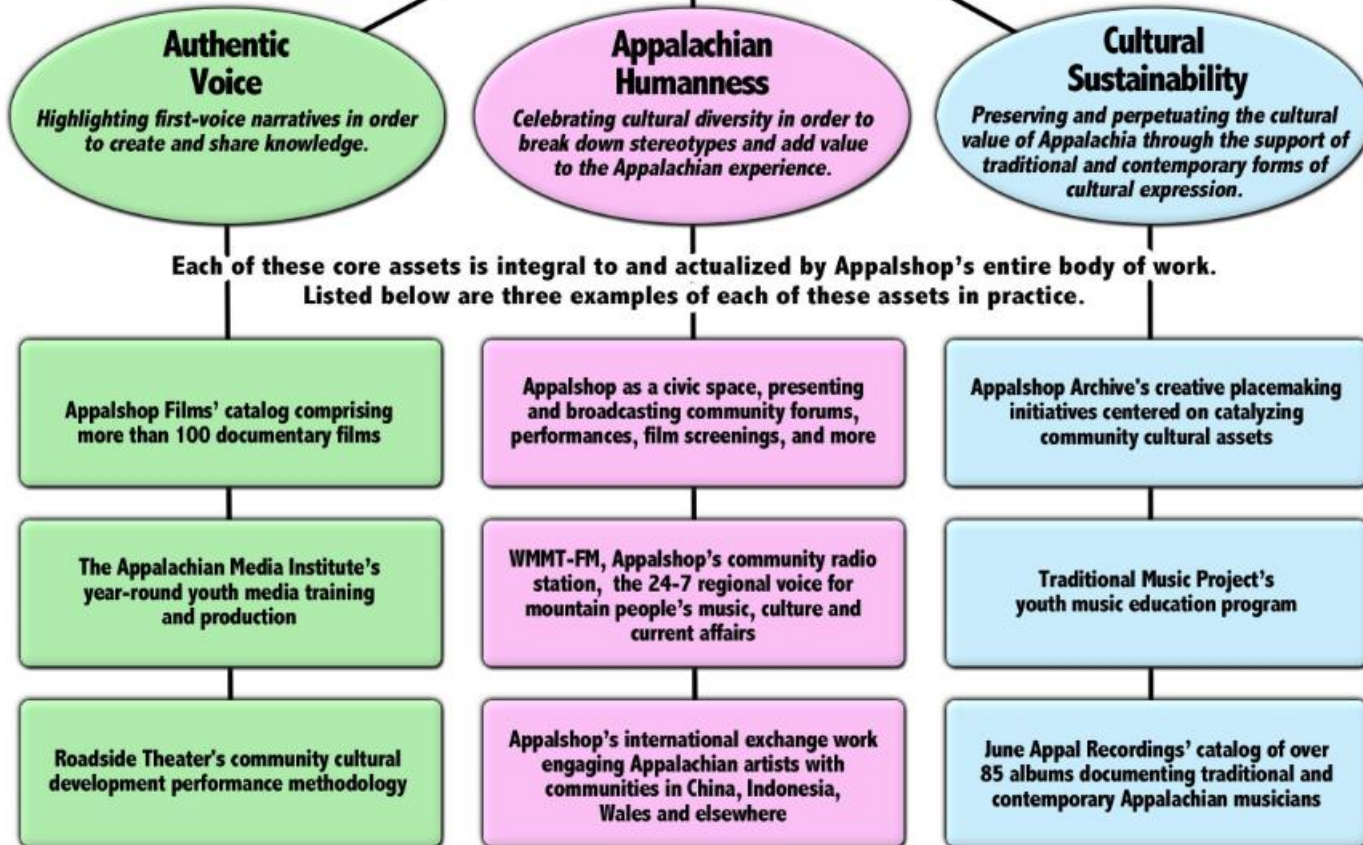 Authentic
Voice
Highlighting first-voice narratives in order
to create and share knowledge.
Appalachian
Humanness
Celebrating cultural diversity in order to
break down stereotypes and add value
to the Appalachian experience.
Cultural
Sustainability
Preserving and perpetuating the cultural
value of Appalachia through the support of
traditional and contemporary forms of
cultural expression.
Each of these core assets is integral to and actualized by Appalshop's entire body of work.
Listed below are three examples of each of these assets in practice.
Appalshop Films' catalog comprising
more than 100 documentary films
Appalshop as a civic space, presenting
and broadcasting community forums,
performances, film screenings, and more
Appalshop Archive's creative placemaking
initiatives centered on catalyzing
community cultural assets
The Appalachian Media Institute's
year-round youth media training
and production
WMMT-FM, Appalshop's community radio
station, the 24-7 regional voice for
mountain people's music, culture and
current affairs
Traditional Music Project's
youth music education program
Roadside Theater's community cultural
development performance methodology
Appalshop's international exchange work
engaging Appalachian artists with
communities in China, Indonesia,
Wales and elsewhere
June Appal Recordings' catalog of over
85 albums documenting traditional and
contemporary Appalachian musicians